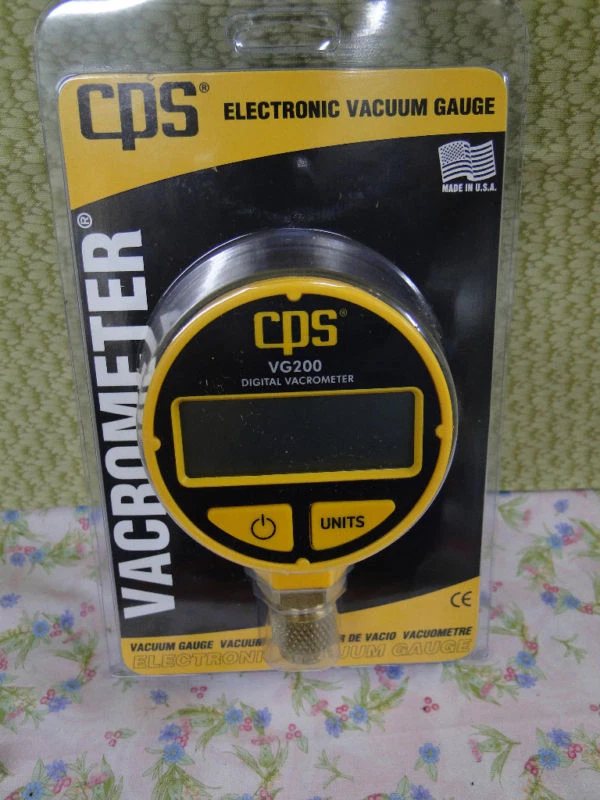 cps®
ELECTRONIC VACUUM GAUGE
MADE IN U.S.A.
VACROMETER®
cps®
VG200
DIGITAL VACROMETER
UNITS
CE
VACUUM GAUGE VACUUM DE VACIO VACUOMETRE
ELECTRONIC VACUUM GAUGE